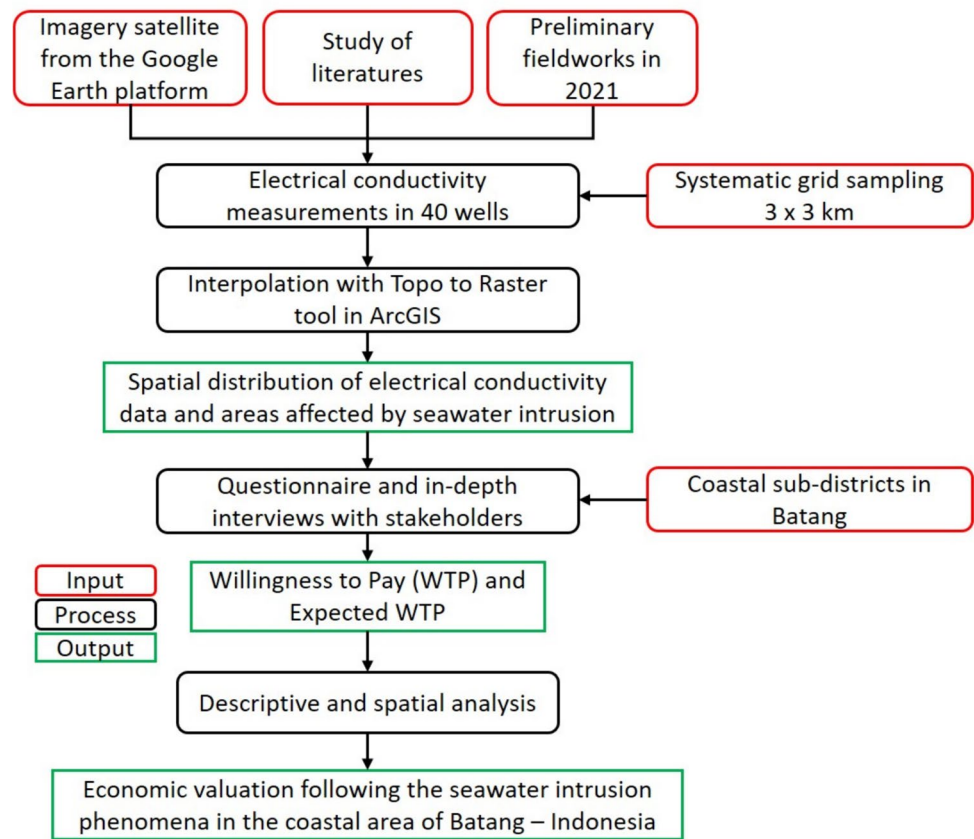 Imagery satellite
from the Google
Earth platform
Study of
literatures
Preliminary
fieldworks in
2021
Electrical conductivity
measurements in 40 wells
Systematic grid sampling
3 x 3 km
Interpolation with Topo to Raster
tool in ArcGIS
Spatial distribution of electrical conductivity
data and areas affected by seawater intrusion
Questionnaire and in-depth
interviews with stakeholders
Coastal sub-districts in
Batang
Input
Process
Output
Willingness to Pay (WTP) and
Expected WTP
Descriptive and spatial analysis
Economic valuation following the seawater intrusion
phenomena in the coastal area of Batang – Indonesia